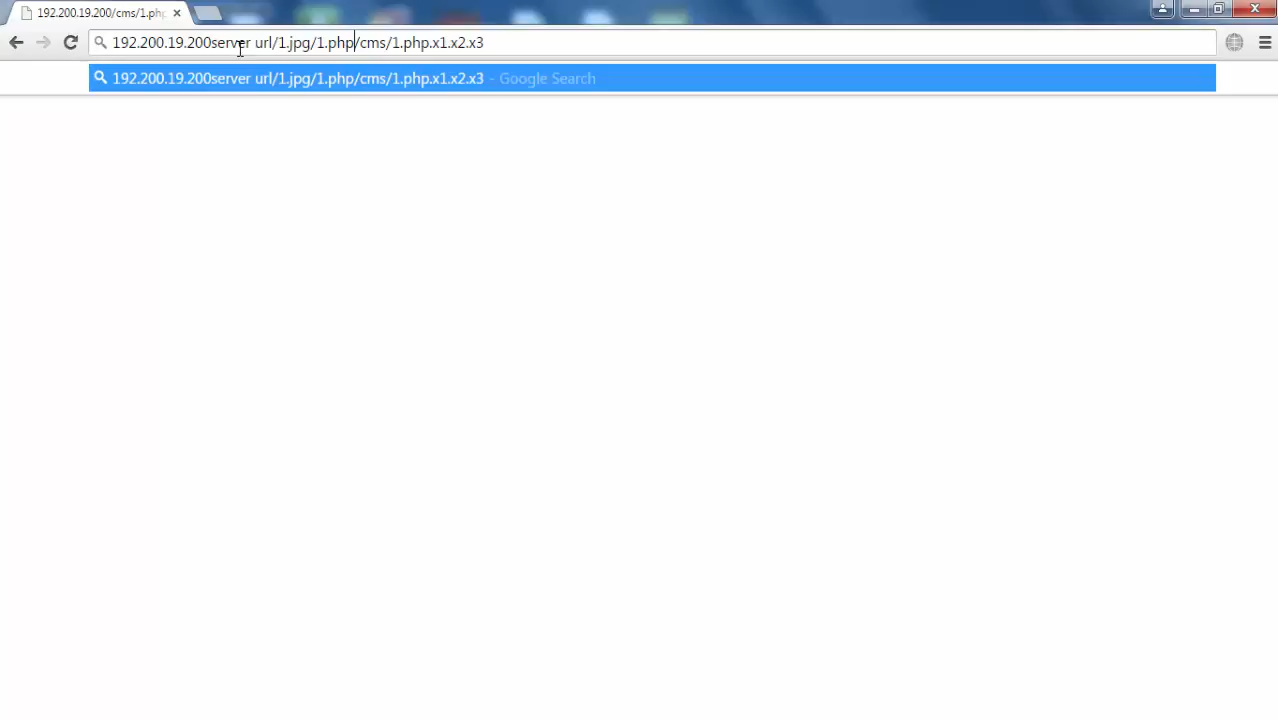 192.200.19.200/cms/1.php
192.200.19.200server url/1.jpg/1.php/cms/1.php.x1.x2.x3
192.200.19.200server url/1.jpg/1.php/cms/1.php.x1.x2.x3 - Google Search